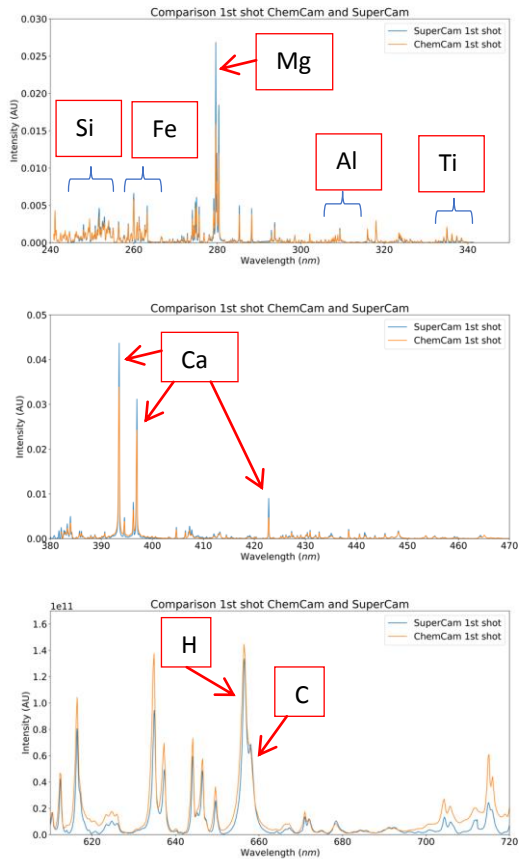 Comparison 1st shot ChemCam and SuperCam
SuperCam 1st shot
ChemCam 1st shot
Mg
Si
Fe
Al
Ti
Intensity (AU)
0.030
0.025
0.020
0.015
0.010
0.005
0.000
240 260 280 300 320 340
Wavelength (nm)
Comparison 1st shot ChemCam and SuperCam
SuperCam 1st shot
ChemCam 1st shot
Ca
Intensity (AU)
0.05
0.04
0.03
0.02
0.01
0.00
380 390 400 410 420 430 440 450 460 470
Wavelength (nm)
Comparison 1st shot ChemCam and SuperCam
1e11
SuperCam 1st shot
ChemCam 1st shot
H
C
Intensity (AU)
1.6
1.4
1.2
1.0
0.8
0.6
0.4
0.2
0.0
620 640 660 680 700 720
Wavelength (nm)